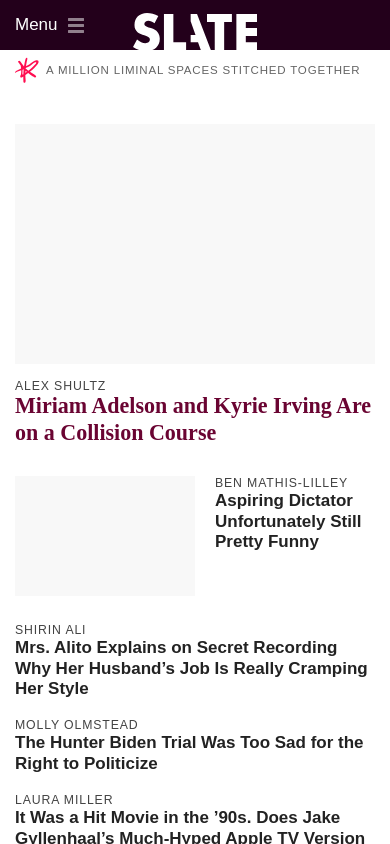 Menu
SLATE
A MILLION LIMINAL SPACES STITCHED TOGETHER
ALEX SHULTZ
Miriam Adelson and Kyrie Irving Are
on a Collision Course
BEN MATHIS-LILLEY
Aspiring Dictator
Unfortunately Still
Pretty Funny
SHIRIN ALI
Mrs. Alito Explains on Secret Recording
Why Her Husband’s Job Is Really Cramping
Her Style
MOLLY OLMSTEAD
The Hunter Biden Trial Was Too Sad for the
Right to Politicize
LAURA MILLER
It Was a Hit Movie in the ’90s. Does Jake
Gyllenhaal’s Much-Hyped Apple TV Version